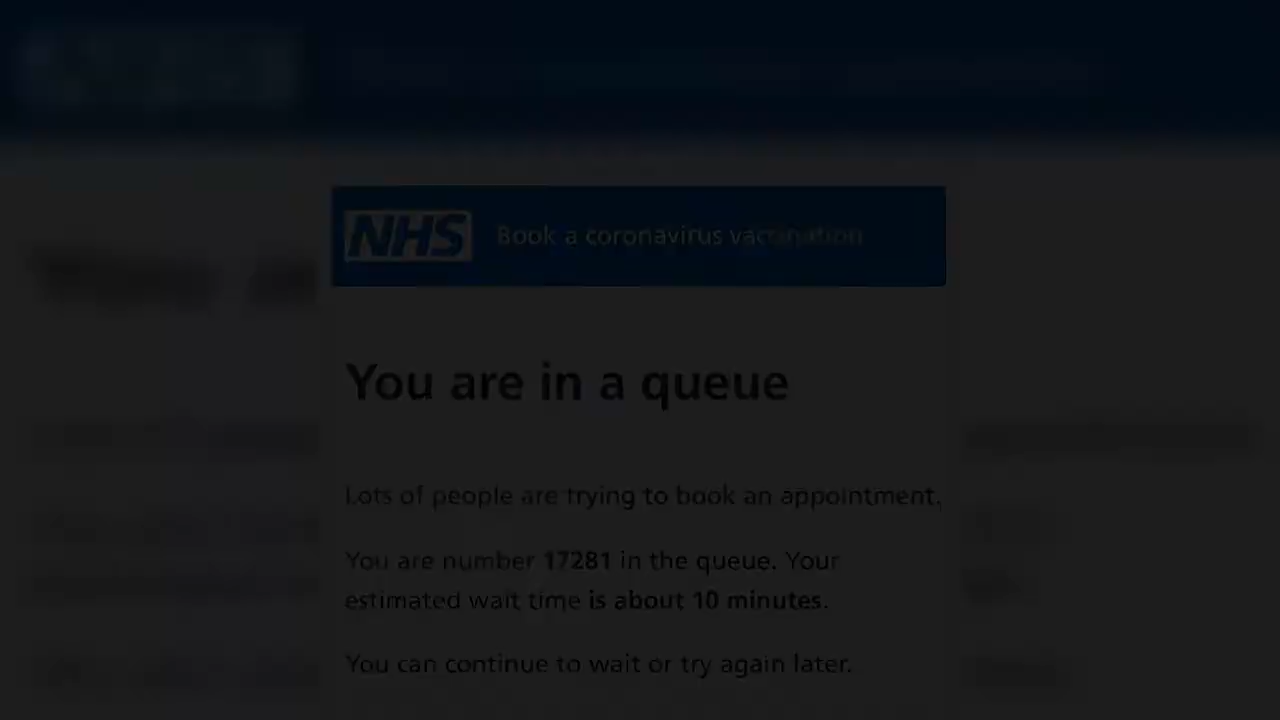 NHS Book a coronavirus vaccination
You are in a queue
Lots of people are trying to book an appointment.
You are number 17281 in the queue. Your
estimated wait time is about 10 minutes.
You can continue to wait or try again later.